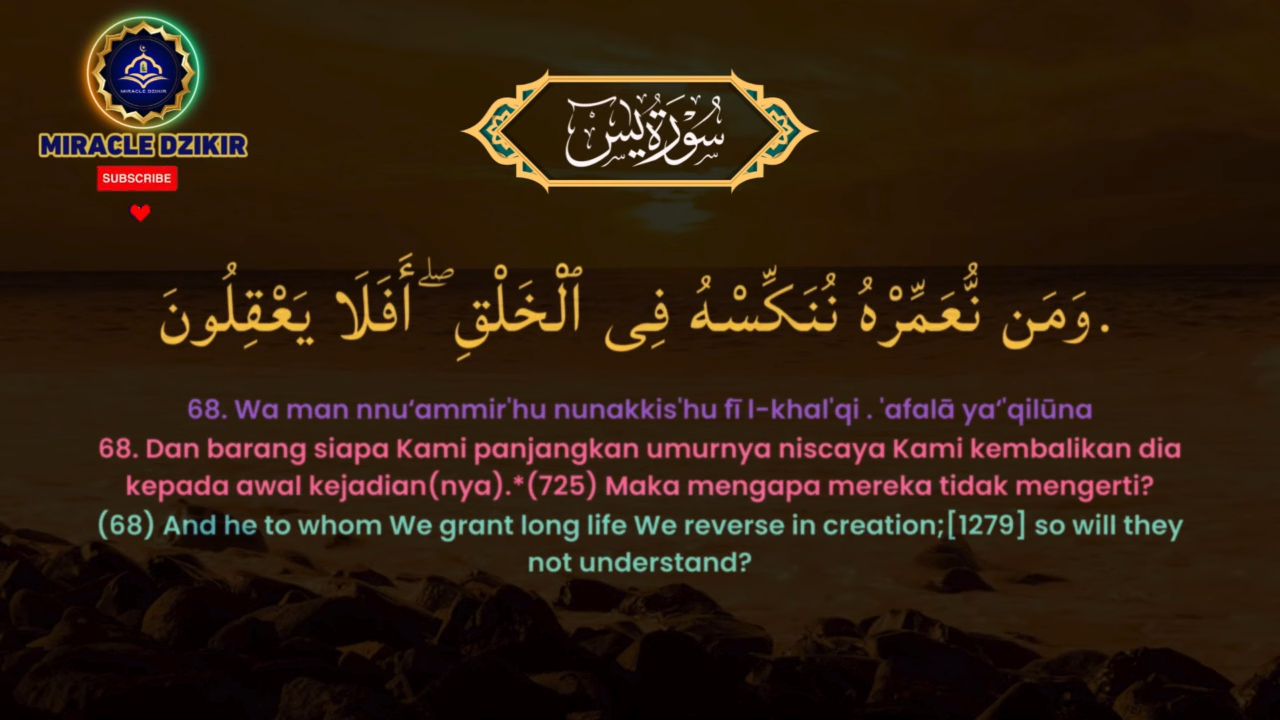 MIRACLE DZIKIR
MIRACLE DZIKIR
SUBSCRIBE
سُوْرَةُ يٰسٓ
وَمَن نُّعَمِّرْهُ نُنَكِّسْهُ فِى ٱلْخَلْقِ ۖ أَفَلَا يَعْقِلُونَ.
68. Wa man nnu‘ammir'hu nunakkis'hu fī l-khal'qi . 'afalā ya‘'qilūna
68. Dan barang siapa Kami panjangkan umurnya niscaya Kami kembalikan dia
kepada awal kejadian(nya).*(725) Maka mengapa mereka tidak mengerti?
(68) And he to whom We grant long life We reverse in creation;[1279] so will they
not understand?